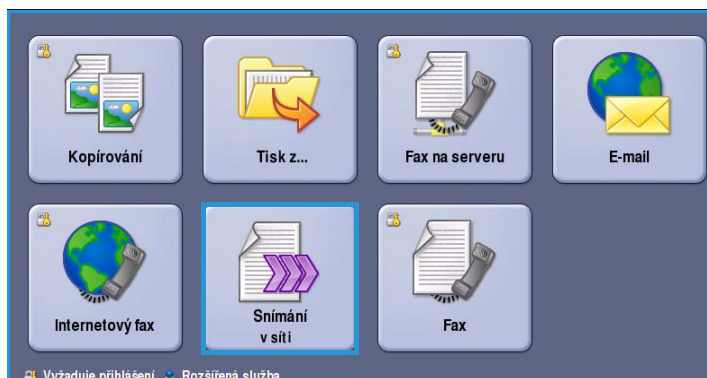 Kopírování
Tisk z...
Fax na serveru
E-mail
Internetový fax
Snímání
v síti
Fax
Vyžaduje přihlášení Rozšířená služba